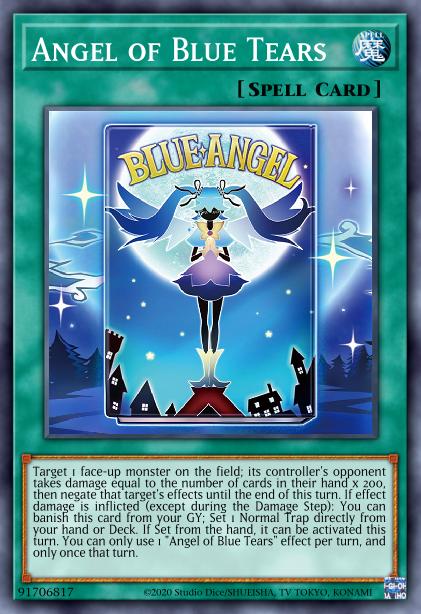 ANGEL OF BLUE TEARS
SPELL
魔
[SPELL CARD]
BLUE ANGEL
Target 1 face-up monster on the field; its controller's opponent
takes damage equal to the number of cards in their hand x 200,
then negate that target's effects until the end of this turn. If effect
damage is inflicted (except during the Damage Step): You can
banish this card from your GY; Set 1 Normal Trap directly from
your hand or Deck. If Set from the hand, it can be activated this
turn. You can only use 1 "Angel of Blue Tears" effect per turn, and
only once that turn.
91706817
©2020 Studio Dice/SHUEISHA, TV TOKYO, KONAMI